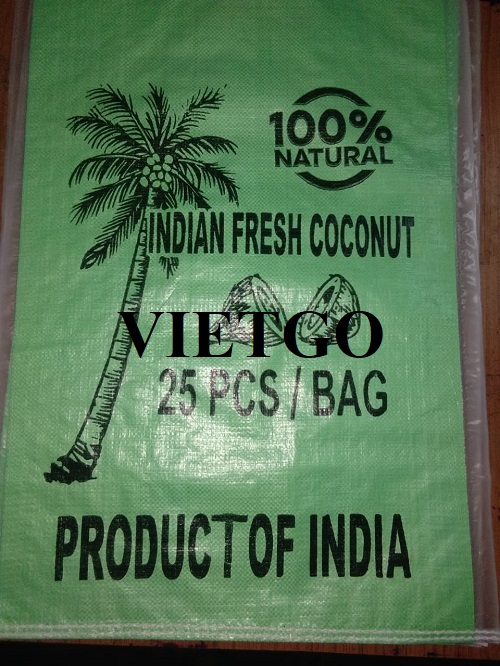 100%
NATURAL
INDIAN FRESH COCONUT
VIETGO
25 PCS / BAG
PRODUCT OF INDIA